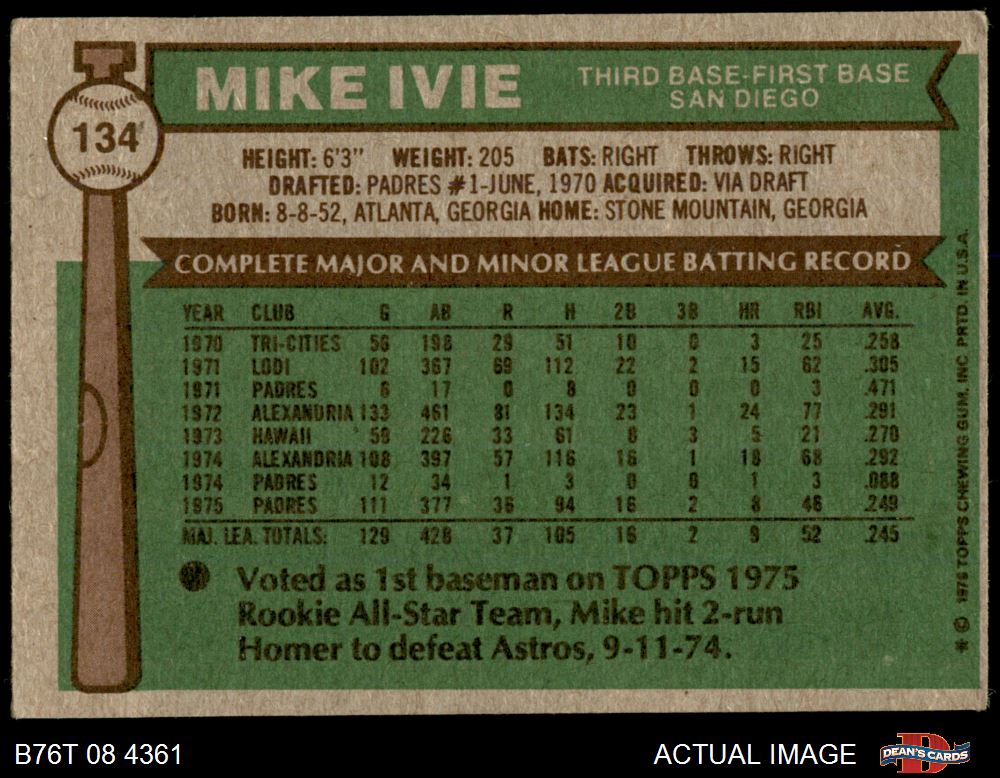 134
MIKE IVIE
THIRD BASE-FIRST BASE
SAN DIEGO
HEIGHT: 6'3" WEIGHT: 205 BATS: RIGHT THROWS: RIGHT
DRAFTED: PADRES #1-JUNE, 1970 ACQUIRED: VIA DRAFT
BORN: 8-8-52, ATLANTA, GEORGIA HOME: STONE MOUNTAIN, GEORGIA
COMPLETE MAJOR AND MINOR LEAGUE BATTING RECORD
YEAR CLUB G AB R H 2B 3B HR RBI AVG.
1970 TRI-CITIES 56 198 29 51 10 0 3 25 .258
1971 LODI 102 367 69 112 22 2 15 62 .305
1971 PADRES 6 17 0 8 0 0 0 3 .471
1972 ALEXANDRIA 133 461 81 134 23 1 24 77 .291
1973 HAWAII 58 226 33 61 8 3 5 21 .270
1974 ALEXANDRIA 108 397 57 116 16 1 18 68 .292
1974 PADRES 12 34 1 3 0 0 1 3 .088
1975 PADRES 111 377 36 94 16 2 8 46 .249
MAJ. LEA. TOTALS: 129 428 37 105 16 2 9 52 .245
Voted as 1st baseman on TOPPS 1975
Rookie All-Star Team, Mike hit 2-run
Homer to defeat Astros, 9-11-74.
* © 1976 TOPPS CHEWING GUM, INC. PRTD. IN U.S.A.
B76T 08 4361
ACTUAL IMAGE
DEAN'S CARDS